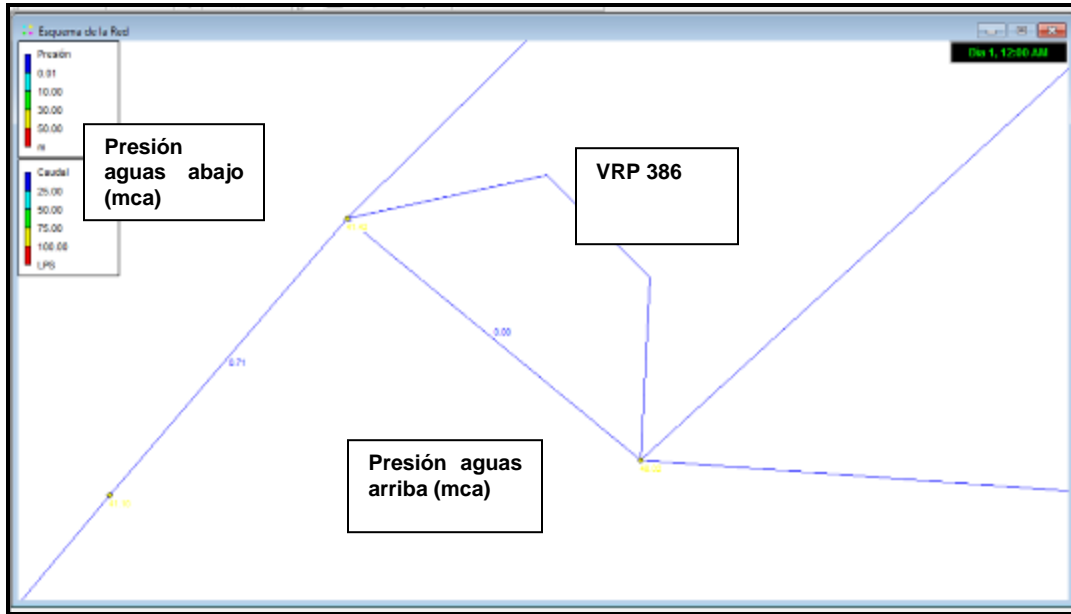 Esquema de la Red
Día 1, 12:00 AM
Presión
0.01
10.00
30.00
50.00
m
Caudal
25.00
50.00
75.00
100.00
LPS
Presión
aguas abajo
(mca)
VRP 386
0.00
0.71
Presión aguas
arriba (mca)